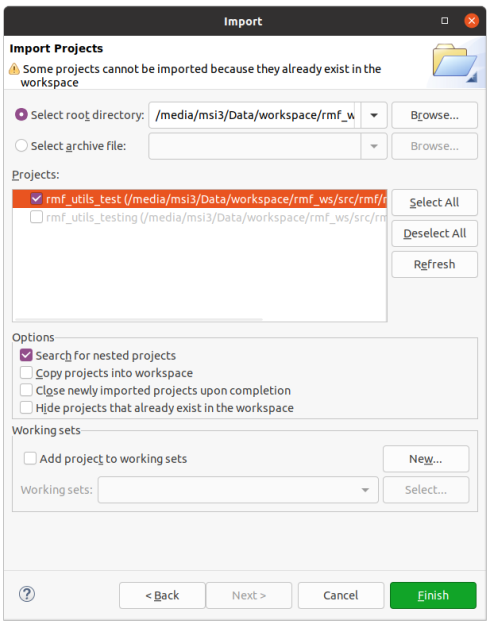 Import
Import Projects
Some projects cannot be imported because they already exist in the
workspace
Select root directory:
/media/msi3/Data/workspace/rmf_w
Browse...
Select archive file:
Browse...
Projects:
rmf_utils_test (/media/msi3/Data/workspace/rmf_ws/src/rmf/r
rmf_utils_testing (/media/msi3/Data/workspace/rmf_ws/src/rm
Select All
Deselect All
Refresh
Options
Search for nested projects
Copy projects into workspace
Close newly imported projects upon completion
Hide projects that already exist in the workspace
Working sets
Add project to working sets
New...
Working sets:
Select...
?
< Back
Next >
Cancel
Finish